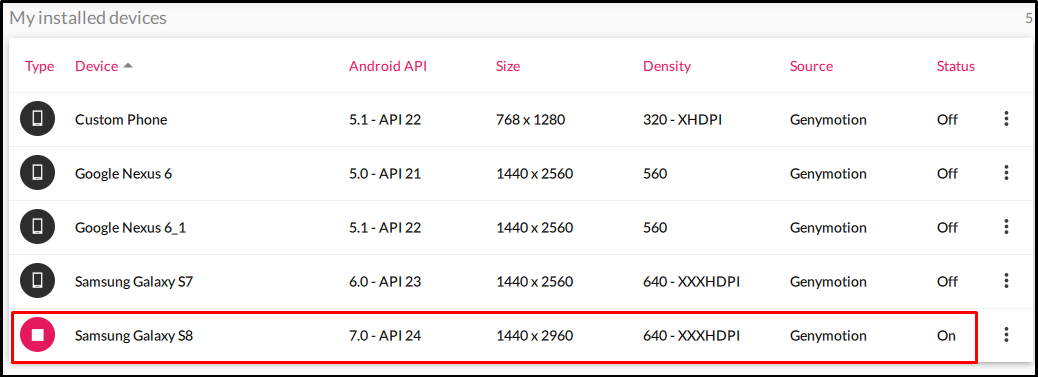 My installed devices 5
Type Device Android API Size Density Source Status
Custom Phone 5.1 - API 22 768 x 1280 320 - XHDPI Genymotion Off
Google Nexus 6 5.0 - API 21 1440 x 2560 560 Genymotion Off
Google Nexus 6_1 5.1 - API 22 1440 x 2560 560 Genymotion Off
Samsung Galaxy S7 6.0 - API 23 1440 x 2560 640 - XXXHDPI Genymotion Off
Samsung Galaxy S8 7.0 - API 24 1440 x 2960 640 - XXXHDPI Genymotion On